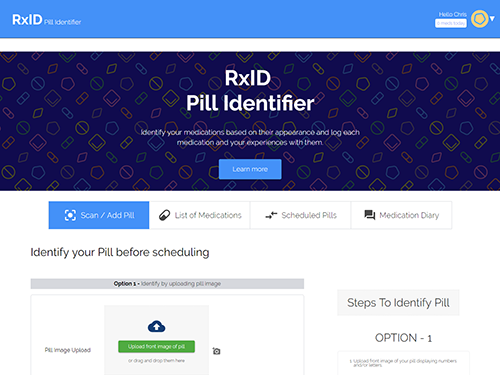 RxID Pill Identifier
Hello Chris
RxID
Pill Identifier
Identify your medications based on their appearance and log each
medication and your experiences with them.
Learn more
Scan / Add Pill
List of Medications
Scheduled Pills
Medication Diary
Identify your Pill before scheduling
Option 1 - Identify by uploading pill image
Steps To Identify Pill
Pill Image Upload
Upload front image of pill
or drag and drop them here
OPTION - 1
1. Upload front image of your pill displaying numbers
and/or letters.